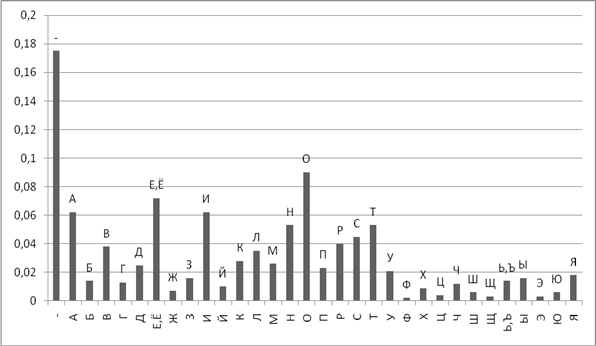 0,2
0,18
-
0,16
0,14
0,12
0,1
О
0,08
Е,Ё
А
И
0,06
Н
Т
С
Р
0,04
В
Л
К
М
Д
П
У
0,02
Я
З
Ы
Б
Ь,Ъ
Г
Ч
Й
Х
Ж
Ш
Ю
Ц
Щ
Э
Ф
0
- А Б В Г Д Е,Ё Ж З И Й К Л М Н О П Р С Т У Ф Х Ц Ч Ш Щ Ь,Ъ Ы Э Ю Я